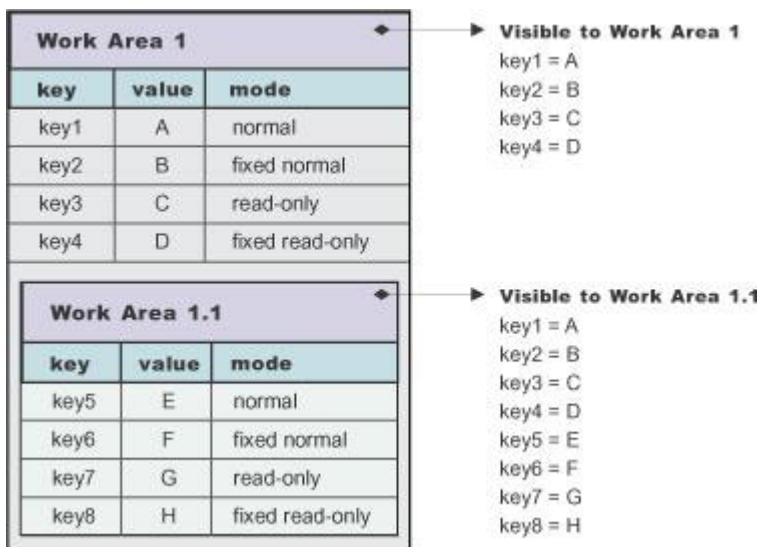 Work Area 1
key value mode
key1 A normal
key2 B fixed normal
key3 C read-only
key4 D fixed read-only
Visible to Work Area 1
key1 = A
key2 = B
key3 = C
key4 = D
Work Area 1.1
key value mode
key5 E normal
key6 F fixed normal
key7 G read-only
key8 H fixed read-only
Visible to Work Area 1.1
key1 = A
key2 = B
key3 = C
key4 = D
key5 = E
key6 = F
key7 = G
key8 = H